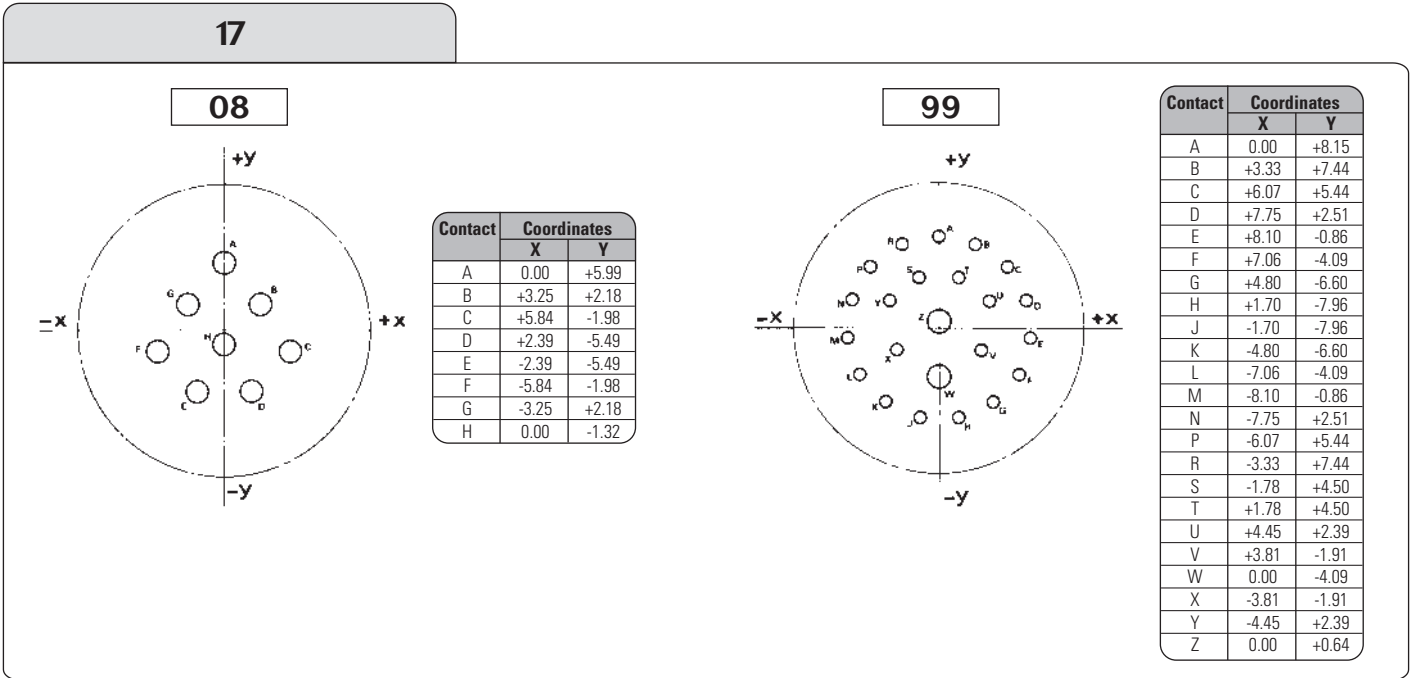 17
08
+y
A
G
B
–x
+x
H
F
C
E
D
–y
Contact Coordinates
X Y
A 0.00 +5.99
B +3.25 +2.18
C +5.84 -1.98
D +2.39 -5.49
E -2.39 -5.49
F -5.84 -1.98
G -3.25 +2.18
H 0.00 -1.32
99
+y
R A B
P S T C
N Y U D
Z
–x +x
M E
X V
L W F
K G
J H
–y
Contact Coordinates
X Y
A 0.00 +8.15
B +3.33 +7.44
C +6.07 +5.44
D +7.75 +2.51
E +8.10 -0.86
F +7.06 -4.09
G +4.80 -6.60
H +1.70 -7.96
J -1.70 -7.96
K -4.80 -6.60
L -7.06 -4.09
M -8.10 -0.86
N -7.75 +2.51
P -6.07 +5.44
R -3.33 +7.44
S -1.78 +4.50
T +1.78 +4.50
U +4.45 +2.39
V +3.81 -1.91
W 0.00 -4.09
X -3.81 -1.91
Y -4.45 +2.39
Z 0.00 +0.64